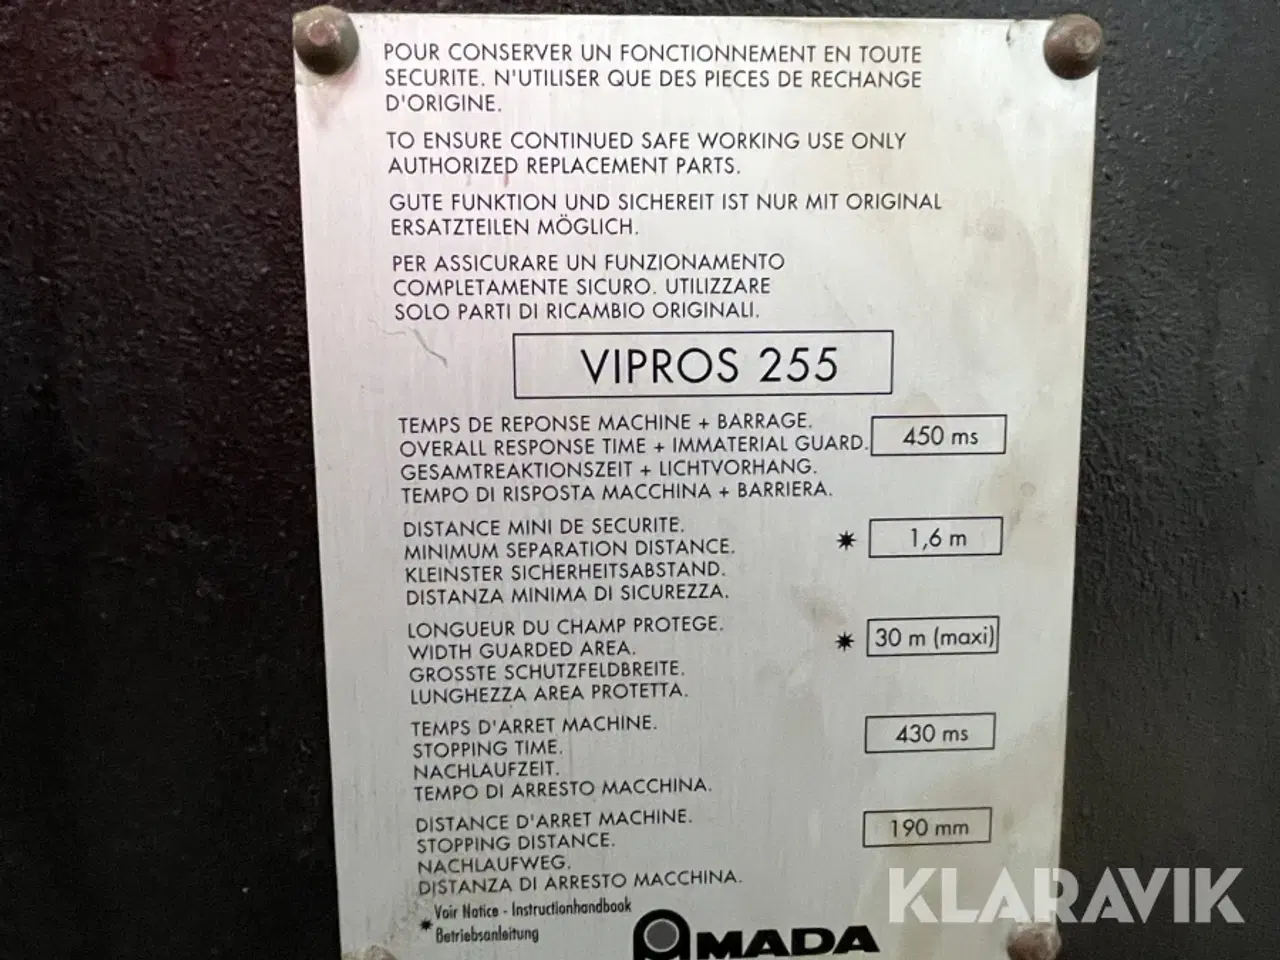 POUR CONSERVER UN FONCTIONNEMENT EN TOUTE
SECURITE. N'UTILISER QUE DES PIECES DE RECHANGE
D'ORIGINE.
TO ENSURE CONTINUED SAFE WORKING USE ONLY
AUTHORIZED REPLACEMENT PARTS.
GUTE FUNKTION UND SICHEREIT IST NUR MIT ORIGINAL
ERSATZTEILEN MÖGLICH.
PER ASSICURARE UN FUNZIONAMENTO
COMPLETAMENTE SICURO. UTILIZZARE
SOLO PARTI DI RICAMBIO ORIGINALI.
VIPROS 255
TEMPS DE REPONSE MACHINE + BARRAGE.
OVERALL RESPONSE TIME + IMMATERIAL GUARD. 450 ms
GESAMTREAKTIONSZEIT + LICHTVORHANG.
TEMPO DI RISPOSTA MACCHINA + BARRIERA.
DISTANCE MINI DE SECURITE.
MINIMUM SEPARATION DISTANCE. * 1,6 m
KLEINSTER SICHERHEITSABSTAND.
DISTANZA MINIMA DI SICUREZZA.
LONGUEUR DU CHAMP PROTEGE.
WIDTH GUARDED AREA. * 30 m (maxi)
GROSSTE SCHUTZFELDBREITE.
LUNGHEZZA AREA PROTETTA.
TEMPS D'ARRET MACHINE.
STOPPING TIME. 430 ms
NACHLAUFZEIT.
TEMPO DI ARRESTO MACCHINA.
DISTANCE D'ARRET MACHINE.
STOPPING DISTANCE. 190 mm
NACHLAUFWEG.
DISTANZA DI ARRESTO MACCHINA.
* Voir Notice - Instructionhandbook
Betriebsanleitung
AMADA
KLARAVIK